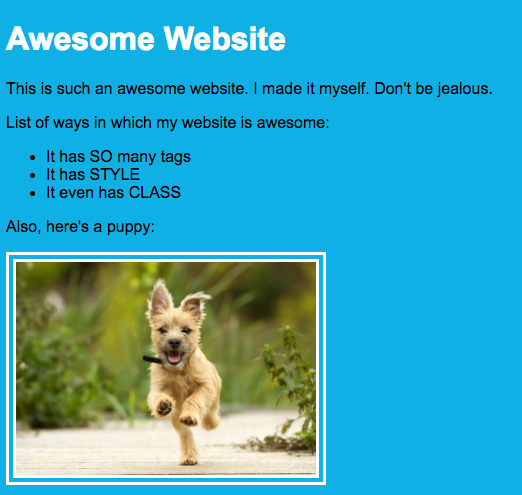 Awesome Website
This is such an awesome website. I made it myself. Don't be jealous.
List of ways in which my website is awesome:
• It has SO many tags
• It has STYLE
• It even has CLASS
Also, here's a puppy: